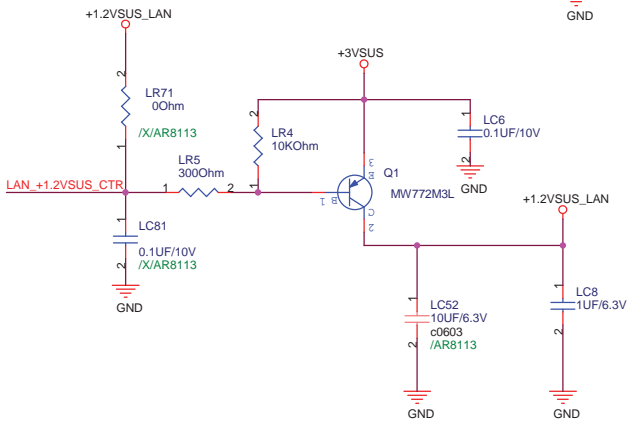 GND
+1.2VSUS_LAN
2
LR71
0Ohm
/X/AR8113
1
+3VSUS
2
LR4
10KOhm
1
1
LC6
0.1UF/10V
2
GND
LAN_+1.2VSUS_CTR
LR5
1
300Ohm
2
3
E
Q1
MW772M3L
1
B
C
2
1
LC81
0.1UF/10V
2
/X/AR8113
GND
+1.2VSUS_LAN
1
LC52
10UF/6.3V
c0603
2
/AR8113
GND
1
LC8
1UF/6.3V
2
GND